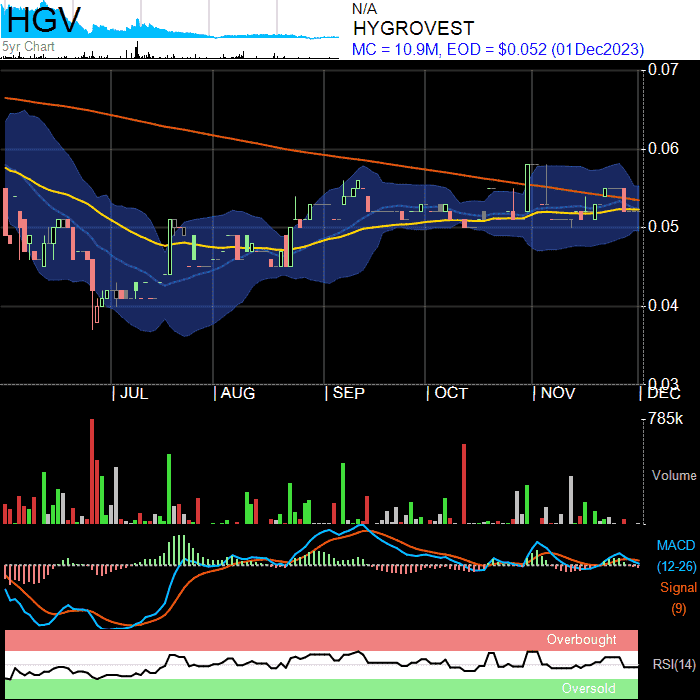 HGV
5yr Chart
N/A
HYGROVEST
MC = 10.9M, EOD = $0.052 (01Dec2023)
0.07
0.06
0.05
0.04
0.03
JUL
AUG
SEP
OCT
NOV
DEC
785k
Volume
MACD
(12-26)
Signal
(9)
Overbought
RSI(14)
Oversold